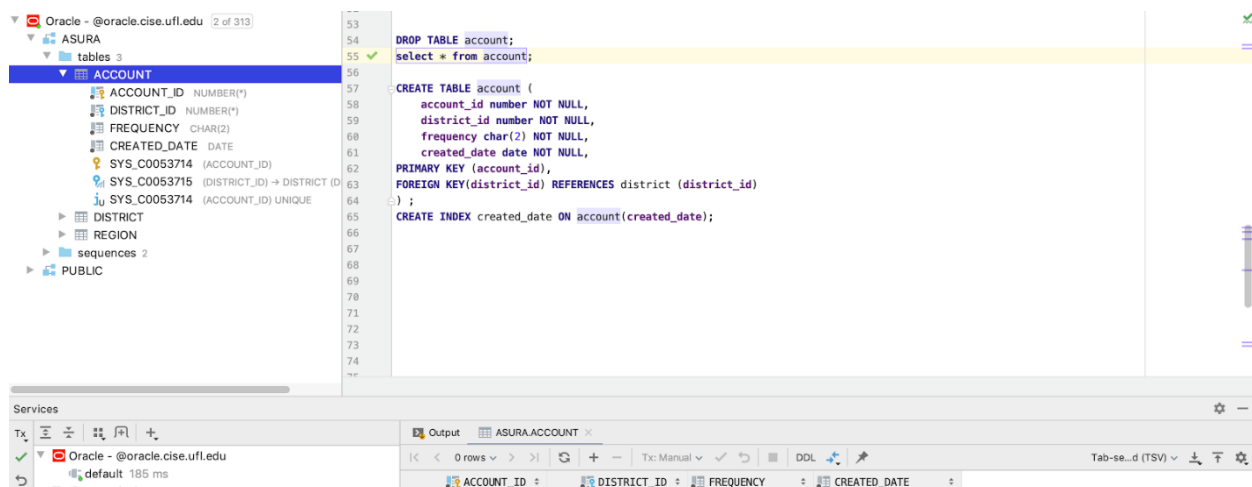 Oracle - @oracle.cise.ufl.edu 2 of 313
ASURA
tables 3
ACCOUNT
ACCOUNT_ID NUMBER(*)
DISTRICT_ID NUMBER(*)
FREQUENCY CHAR(2)
CREATED_DATE DATE
SYS_C0053714 (ACCOUNT_ID)
SYS_C0053715 (DISTRICT_ID) → DISTRICT (D
SYS_C0053714 (ACCOUNT_ID) UNIQUE
DISTRICT
REGION
sequences 2
PUBLIC
53
54 DROP TABLE account;
55 select * from account;
56
57 CREATE TABLE account (
58 account_id number NOT NULL,
59 district_id number NOT NULL,
60 frequency char(2) NOT NULL,
61 created_date date NOT NULL,
62 PRIMARY KEY (account_id),
63 FOREIGN KEY(district_id) REFERENCES district (district_id)
64 ) ;
65 CREATE INDEX created_date ON account(created_date);
66
67
68
69
70
71
72
73
74
Services
Tx
Output ASURA.ACCOUNT
Oracle - @oracle.cise.ufl.edu
0 rows Tx: Manual DDL Tab-se...d (TSV)
default 185 ms
ACCOUNT_ID DISTRICT_ID FREQUENCY CREATED_DATE